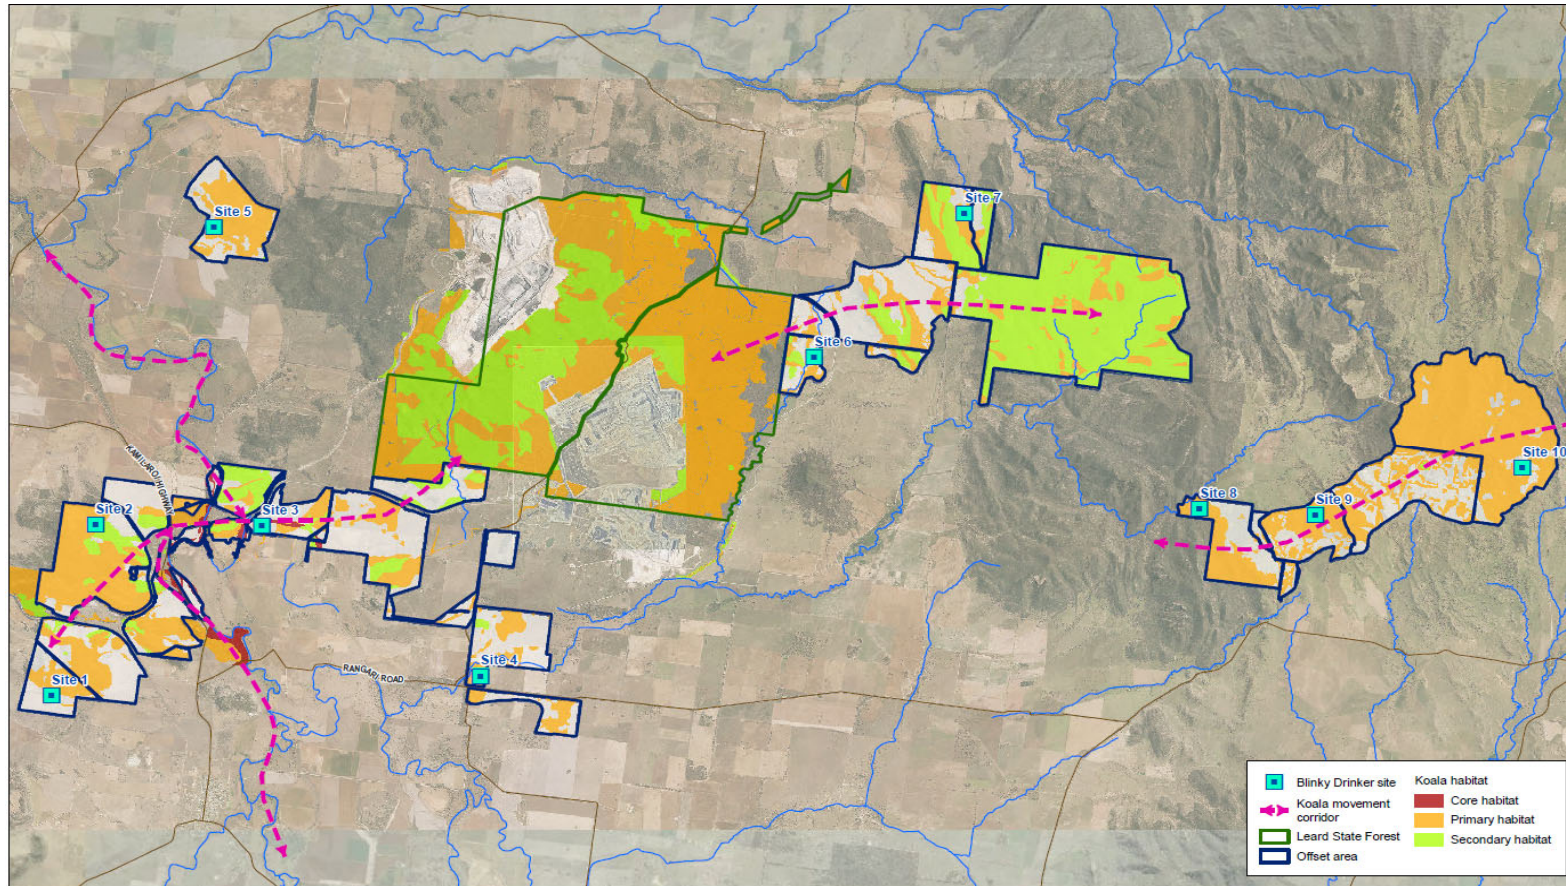 Site 5
Site 7
Site 6
KAMILAROI HIGHWAY
Site 10
Site 8
Site 9
Site 2
Site 3
RANGARI ROAD
Site 4
Site 1
Blinky Drinker site
Koala movement
corridor
Leard State Forest
Offset area
Koala habitat
Core habitat
Primary habitat
Secondary habitat